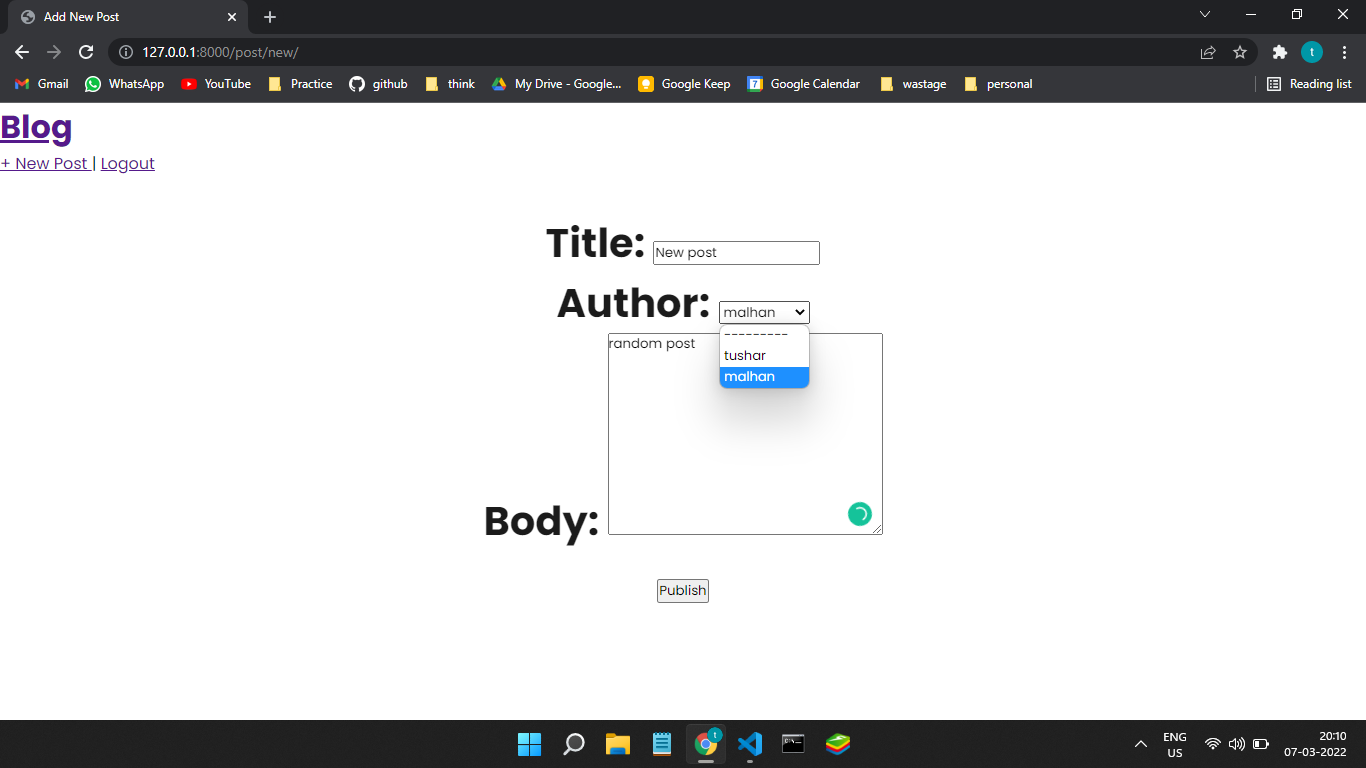 Add New Post
127.0.0.1:8000/post/new/
t
Gmail WhatsApp YouTube Practice github think My Drive - Google... Google Keep 7 Google Calendar wastage personal Reading list
Blog
+ New Post | Logout
Title: New post
Author: malhan
---------
tushar
malhan
random post
Body:
Publish
t
ENG
US
20:10
07-03-2022